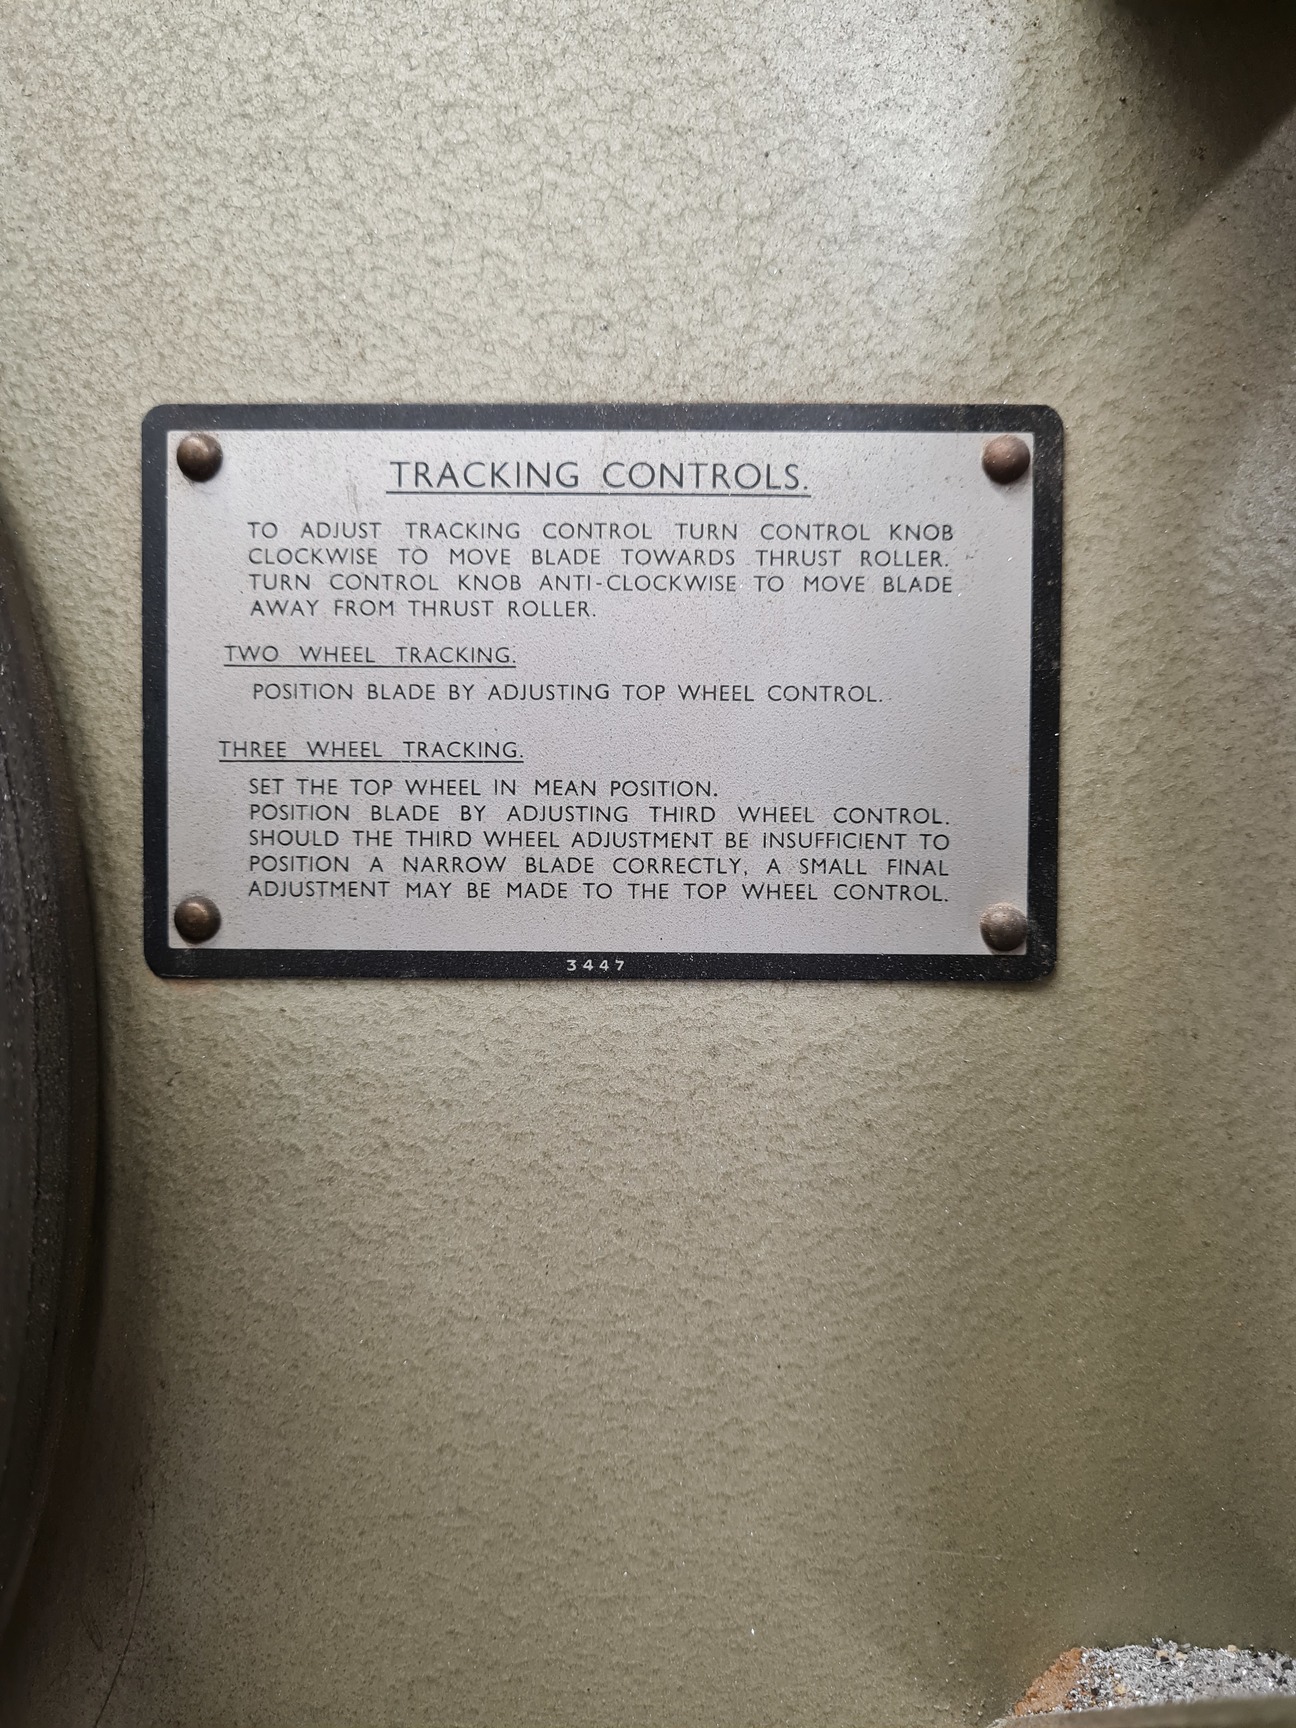 TRACKING CONTROLS.
TO ADJUST TRACKING CONTROL TURN CONTROL KNOB
CLOCKWISE TO MOVE BLADE TOWARDS THRUST ROLLER.
TURN CONTROL KNOB ANTI-CLOCKWISE TO MOVE BLADE
AWAY FROM THRUST ROLLER.
TWO WHEEL TRACKING.
POSITION BLADE BY ADJUSTING TOP WHEEL CONTROL.
THREE WHEEL TRACKING.
SET THE TOP WHEEL IN MEAN POSITION.
POSITION BLADE BY ADJUSTING THIRD WHEEL CONTROL.
SHOULD THE THIRD WHEEL ADJUSTMENT BE INSUFFICIENT TO
POSITION A NARROW BLADE CORRECTLY, A SMALL FINAL
ADJUSTMENT MAY BE MADE TO THE TOP WHEEL CONTROL.
3447